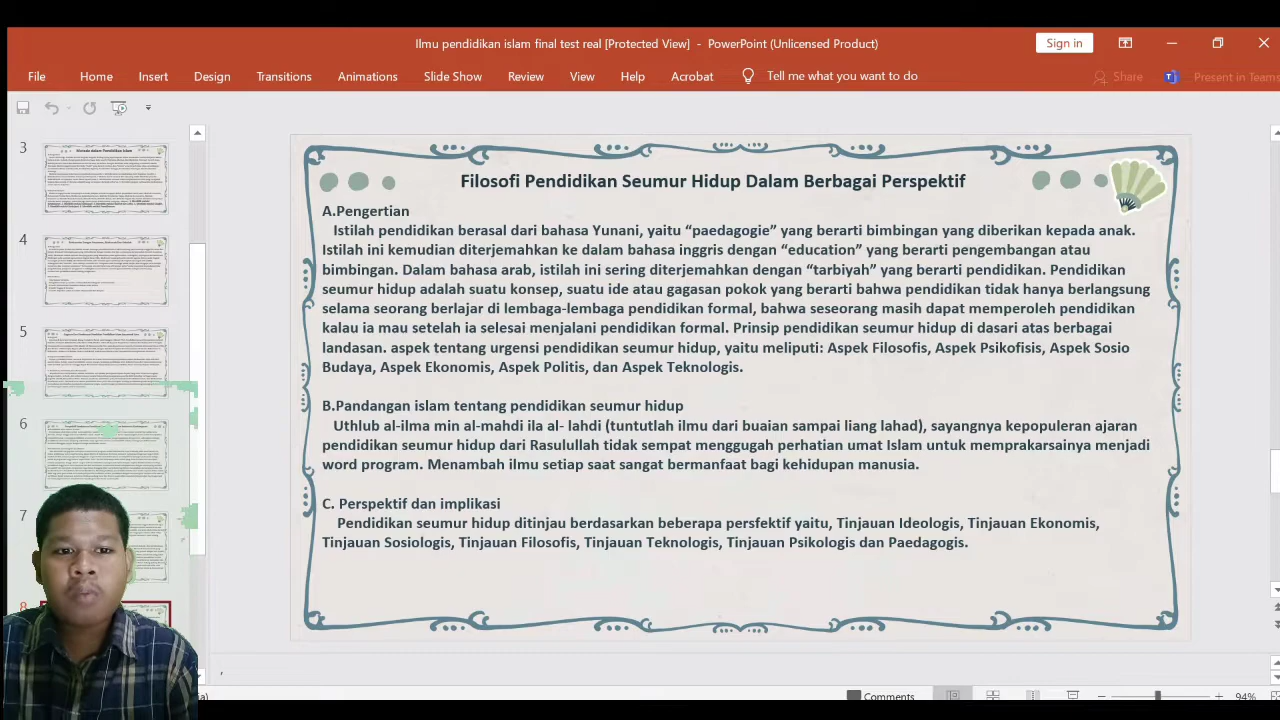 Ilmu pendidikan islam final test real [Protected View] - PowerPoint (Unlicensed Product)
Sign in
File Home Insert Design Transitions Animations Slide Show Review View Help Acrobat Tell me what you want to do Share Present in Teams
3
4
5
6
7
8
Filosofi Pendidikan Seumur Hidup Dalam Berbagai Perspektif
A.Pengertian
Istilah pendidikan berasal dari bahasa Yunani, yaitu “paedagogie” yang berarti bimbingan yang diberikan kepada anak.
Istilah ini kemudian diterjemahkan ke dalam bahasa inggris dengan “education” yang berarti pengembangan atau
bimbingan. Dalam bahasa arab, istilah ini sering diterjemahkan dengan “tarbiyah” yang berarti pendidikan. Pendidikan
seumur hidup adalah suatu konsep, suatu ide atau gagasan pokok yang berarti bahwa pendidikan tidak hanya berlangsung
selama seorang berlajar di lembaga-lembaga pendidikan formal, bahwa seseorang masih dapat memperoleh pendidikan
kalau ia mau setelah ia selesai menjalani pendidikan formal. Prinsip pendidikan seumur hidup di dasari atas berbagai
landasan. aspek tentang urgensi pendidikan seumur hidup, yaitu meliputi: Aspek Filosofis, Aspek Psikofisis, Aspek Sosio
Budaya, Aspek Ekonomis, Aspek Politis, dan Aspek Teknologis.
B.Pandangan islam tentang pendidikan seumur hidup
Uthlub al-ilma min al-mahdi ila al- lahdi (tuntutlah ilmu dari buaian sampai liang lahad), sayangnya kepopuleran ajaran
pendidikan seumur hidup dari Rasulullah tidak sempat menggugah perhatian umat Islam untuk memprakarsainya menjadi
word program. Menambah ilmu setiap saat sangat bermanfaat bagi kehidupan manusia.
C. Perspektif dan implikasi
Pendidikan seumur hidup ditinjau berdasarkan beberapa persfektif yaitu, Tinjauan Ideologis, Tinjauan Ekonomis,
Tinjauan Sosiologis, Tinjauan Filosofis, Tinjauan Teknologis, Tinjauan Psikologis dan Paedagogis.
Comments
94%